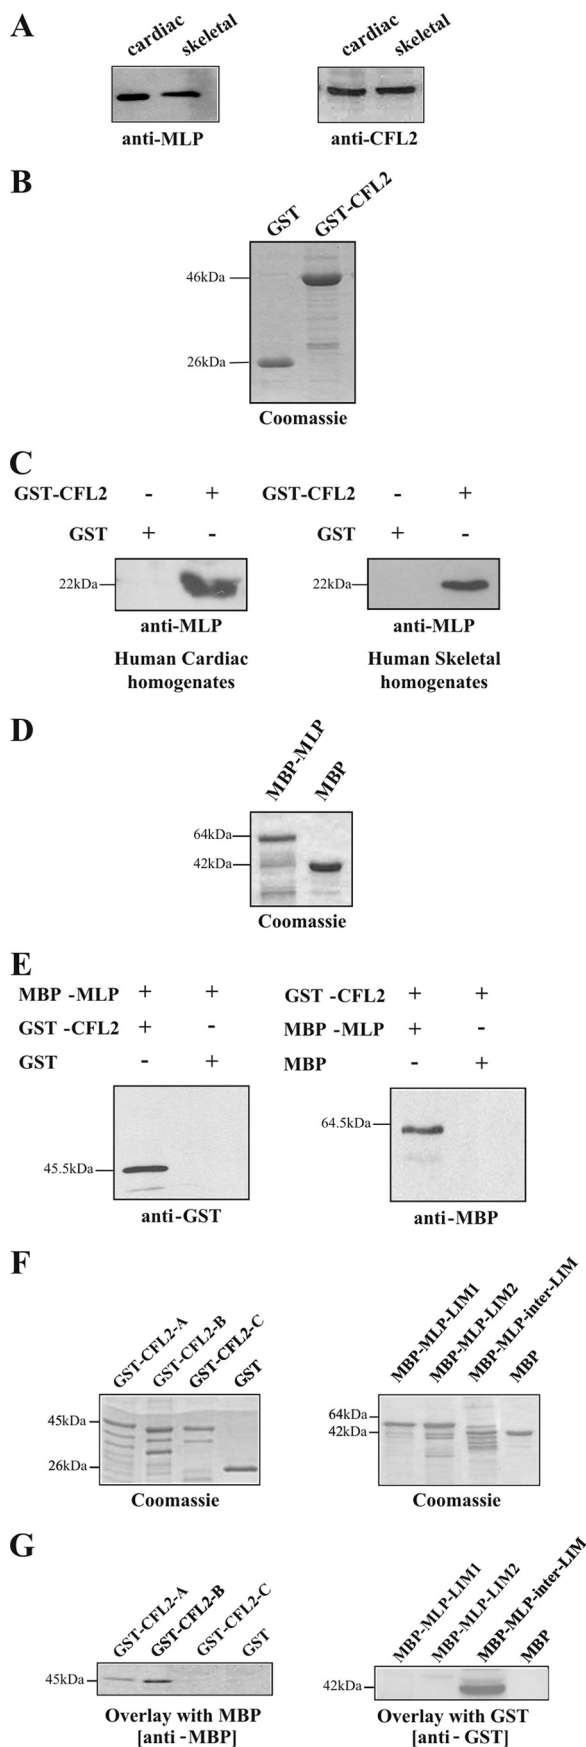 A
cardiac skeletal cardiac skeletal
anti-MLP anti-CFL2
B
GST GST-CFL2
46kDa
26kDa
Coomassie
C
GST-CFL2 - + GST-CFL2 - +
GST + - GST + -
22kDa 22kDa
anti-MLP anti-MLP
Human Cardiac Human Skeletal
homogenates homogenates
D
MBP-MLP MBP
64kDa
42kDa
Coomassie
E
MBP -MLP + + GST -CFL2 + +
GST -CFL2 + - MBP -MLP + -
GST - + MBP - +
45.5kDa 64.5kDa
anti-GST anti-MBP
F
GST-CFL2-A GST-CFL2-B GST-CFL2-C GST MBP-MLP-LIM1 MBP-MLP-LIM2 MBP-MLP-inter-LIM MBP
45kDa 64kDa
26kDa 42kDa
Coomassie Coomassie
G
GST-CFL2-A GST-CFL2-B GST-CFL2-C GST MBP-MLP-LIM1 MBP-MLP-LIM2 MBP-MLP-inter-LIM MBP
45kDa 42kDa
Overlay with MBP Overlay with GST
[anti -MBP] [anti - GST]